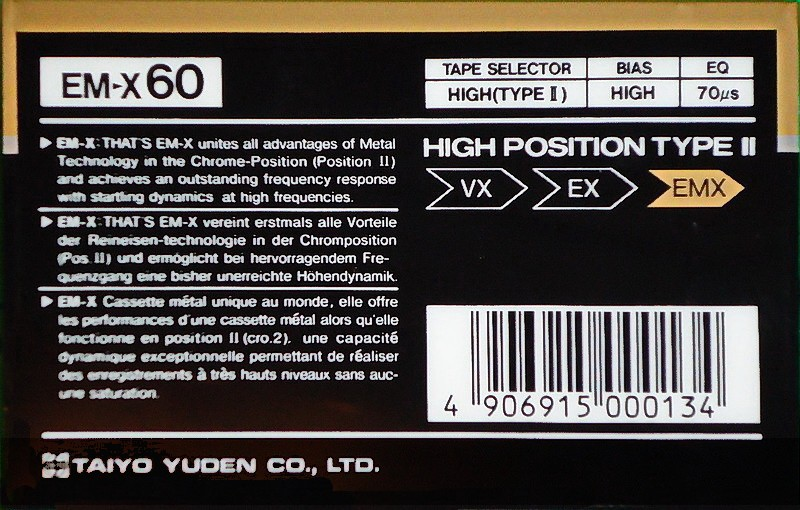 EM-X 60
TAPE SELECTOR BIAS EQ
HIGH(TYPE II) HIGH 70µs
▶ EM-X: THAT'S EM-X unites all advantages of Metal
Technology in the Chrome-Position (Position II)
and achieves an outstanding frequency response
with startling dynamics at high frequencies.
▶ EM-X: THAT'S EM-X vereint erstmals alle Vorteile
der Reineisen-technologie in der Chromposition
(Pos. II) und ermöglicht bei hervorragendem Fre-
quenzgang eine bisher unerreichte Höhendynamik.
▶ EM-X Cassette métal unique au monde, elle offre
les performances d'une cassette métal alors qu'elle
fonctionne en position II (cro.2), une capacité
dynamique exceptionnelle permettant de réaliser
des enregistrements à très hauts niveaux sans auc-
une saturation.
HIGH POSITION TYPE II
VX EX EMX
4 906915 000134
TAIYO YUDEN CO., LTD.